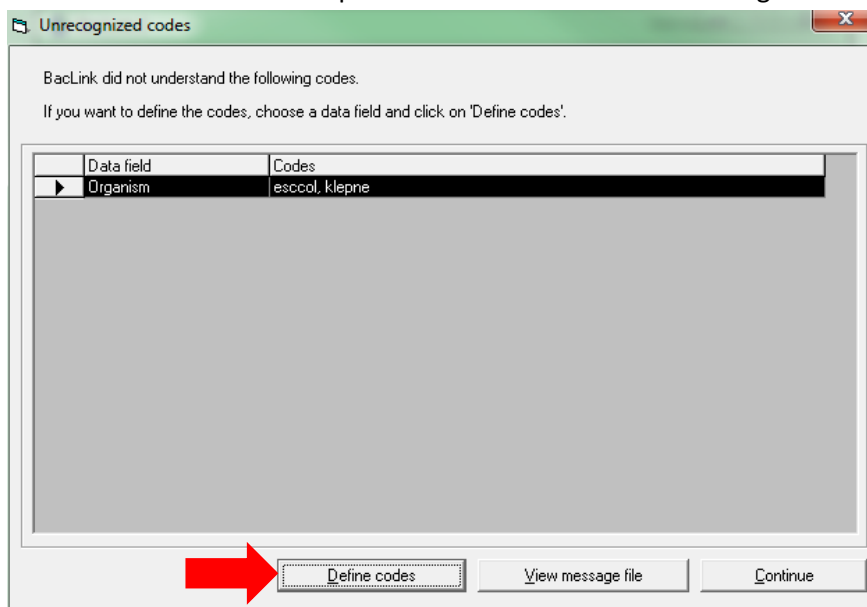 Unrecognized codes
X
BacLink did not understand the following codes.
If you want to define the codes, choose a data field and click on 'Define codes'.
Data field Codes
Organism esccol, klepne
Define codes View message file Continue